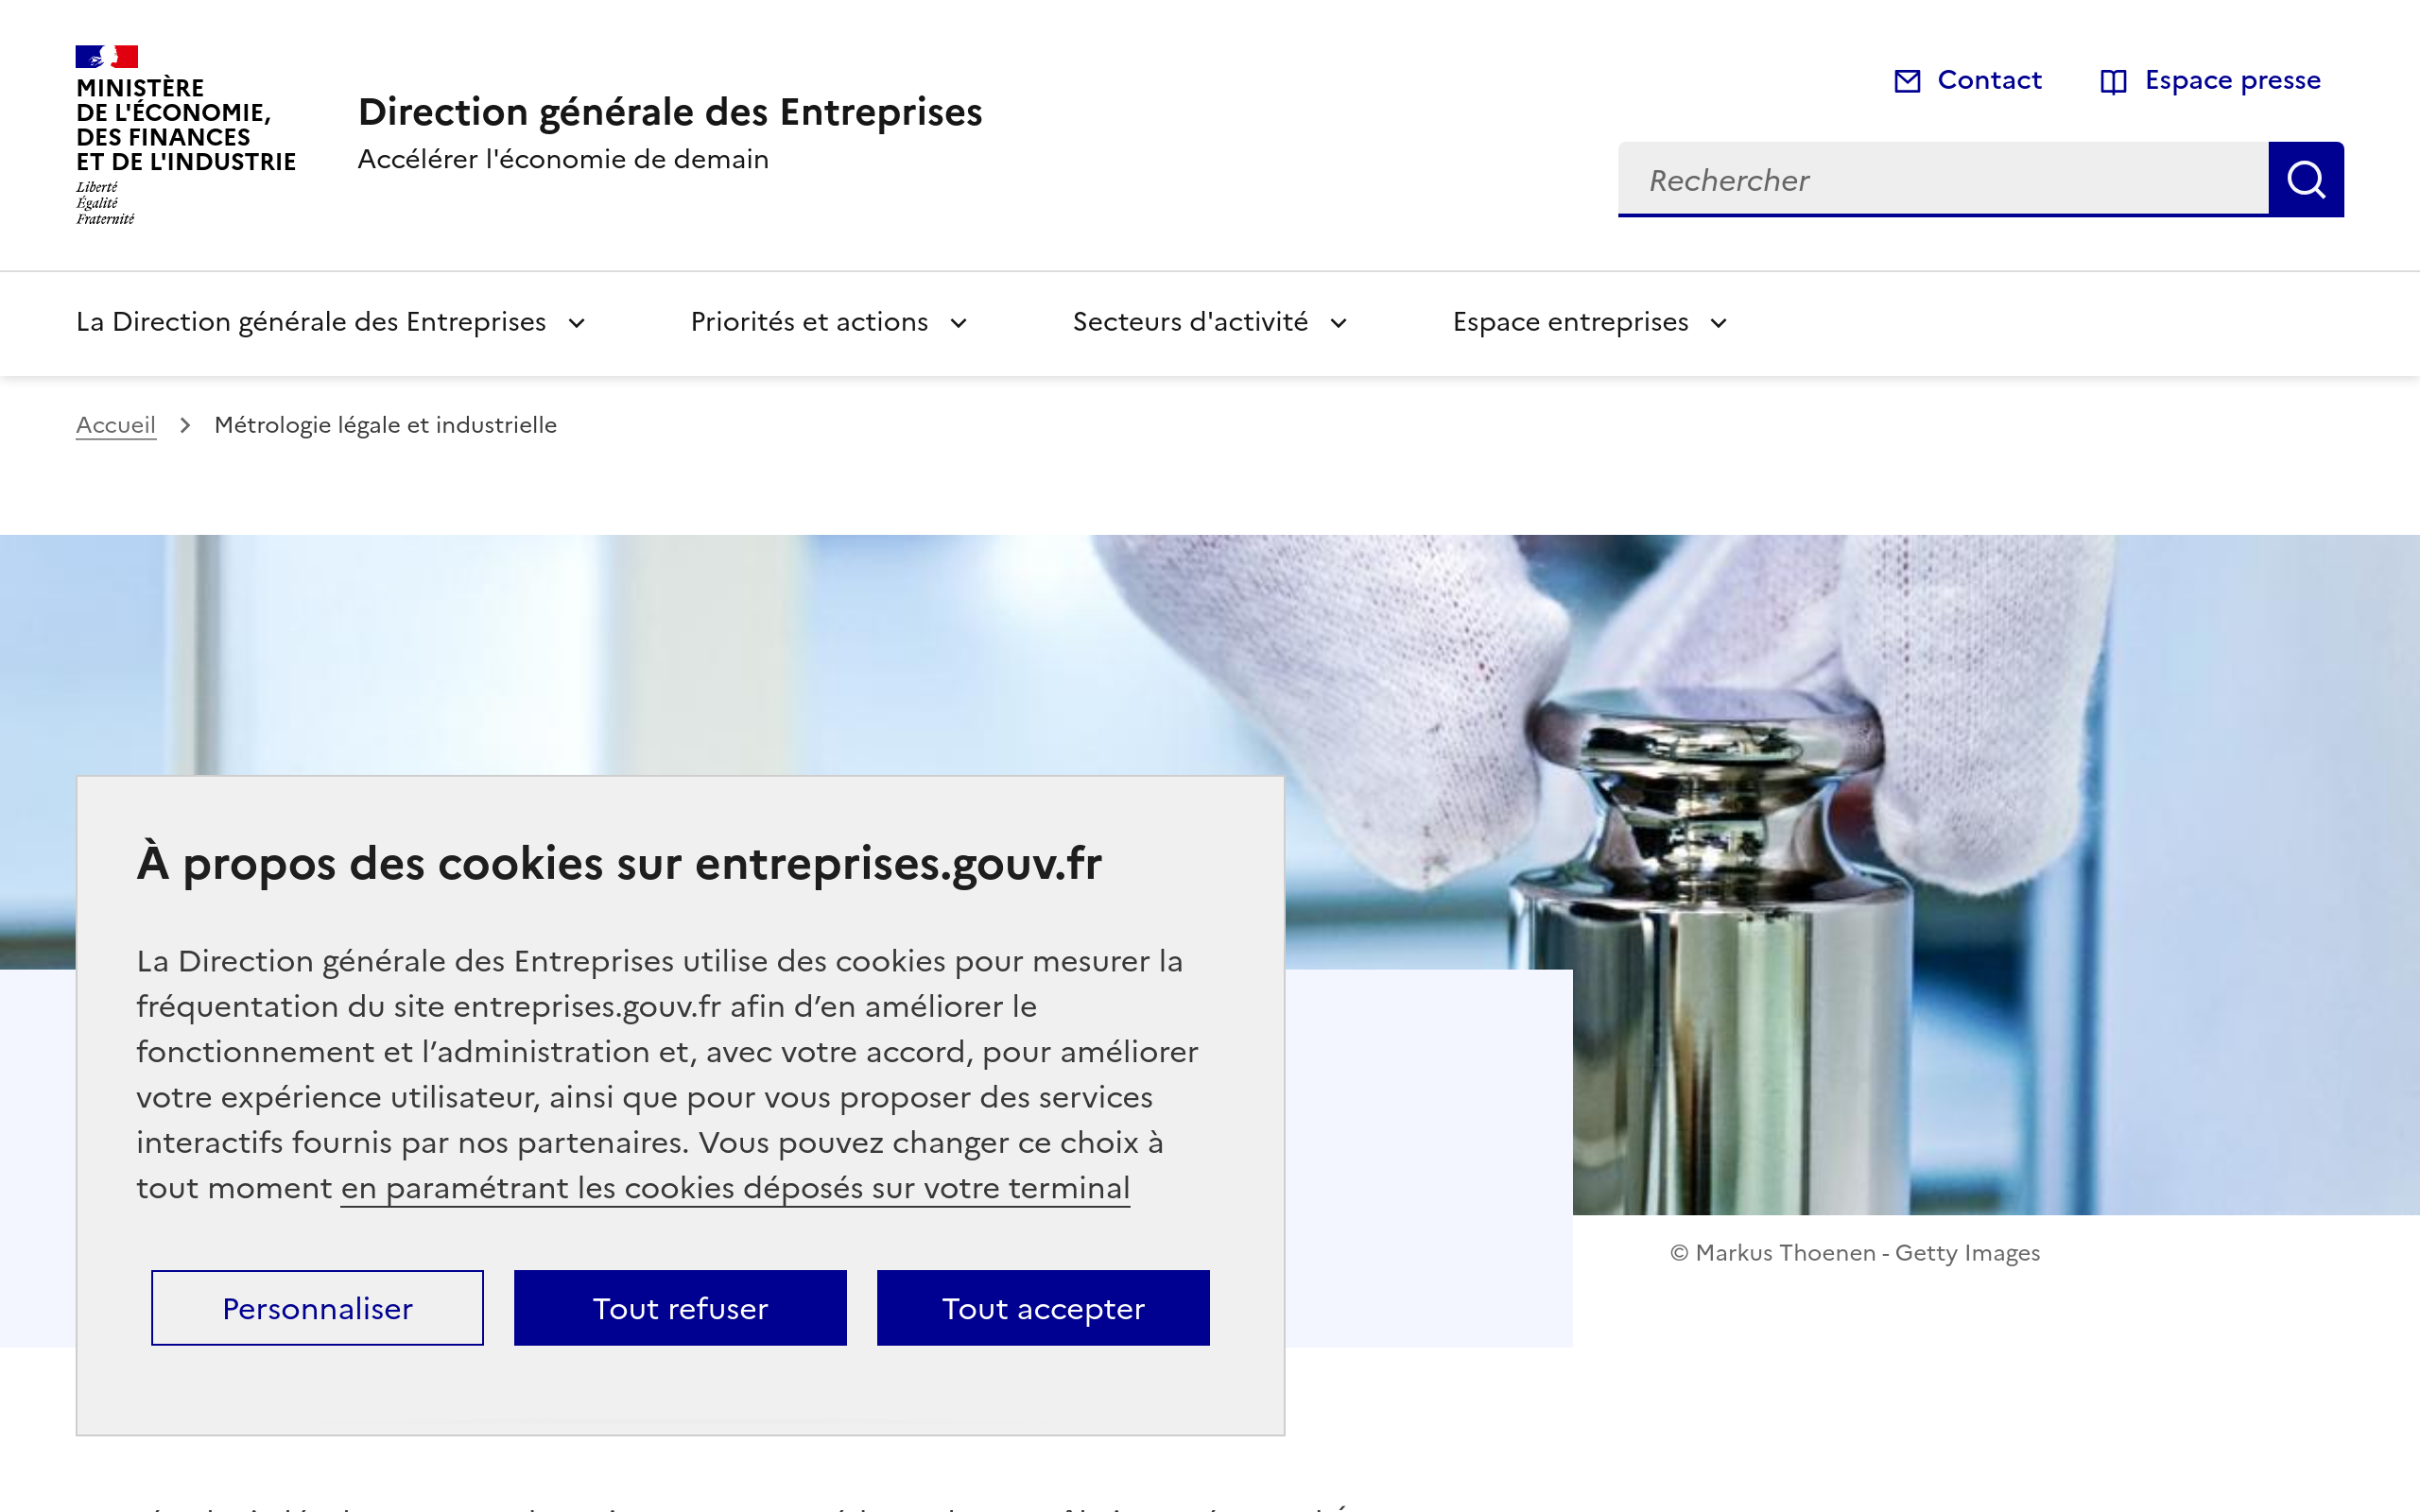 MINISTÈRE
DE L'ÉCONOMIE,
DES FINANCES
ET DE L'INDUSTRIE
Liberté
Égalité
Fraternité
Direction générale des Entreprises
Accélérer l'économie de demain
Contact
Espace presse
Rechercher
La Direction générale des Entreprises
Priorités et actions
Secteurs d'activité
Espace entreprises
Accueil
Métrologie légale et industrielle
À propos des cookies sur entreprises.gouv.fr
La Direction générale des Entreprises utilise des cookies pour mesurer la
fréquentation du site entreprises.gouv.fr afin d’en améliorer le
fonctionnement et l’administration et, avec votre accord, pour améliorer
votre expérience utilisateur, ainsi que pour vous proposer des services
interactifs fournis par nos partenaires. Vous pouvez changer ce choix à
tout moment en paramétrant les cookies déposés sur votre terminal
Personnaliser
Tout refuser
Tout accepter
© Markus Thoenen - Getty Images